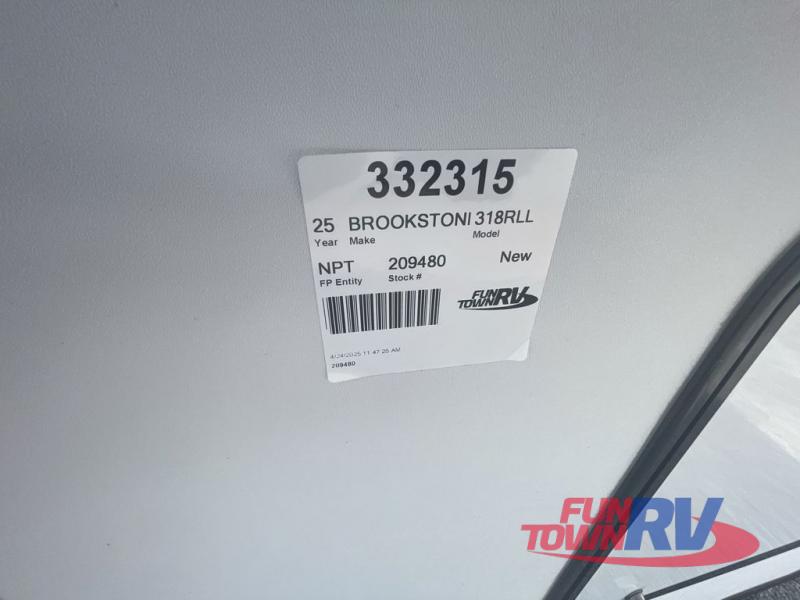 332315
25 BROOKSTONI 318RLL
Year Make Model
NPT 209480 New
FP Entity Stock #
FUN TOWN RV
4/24/2025 11:47:26 AM
209480
FUN
TOWN RV